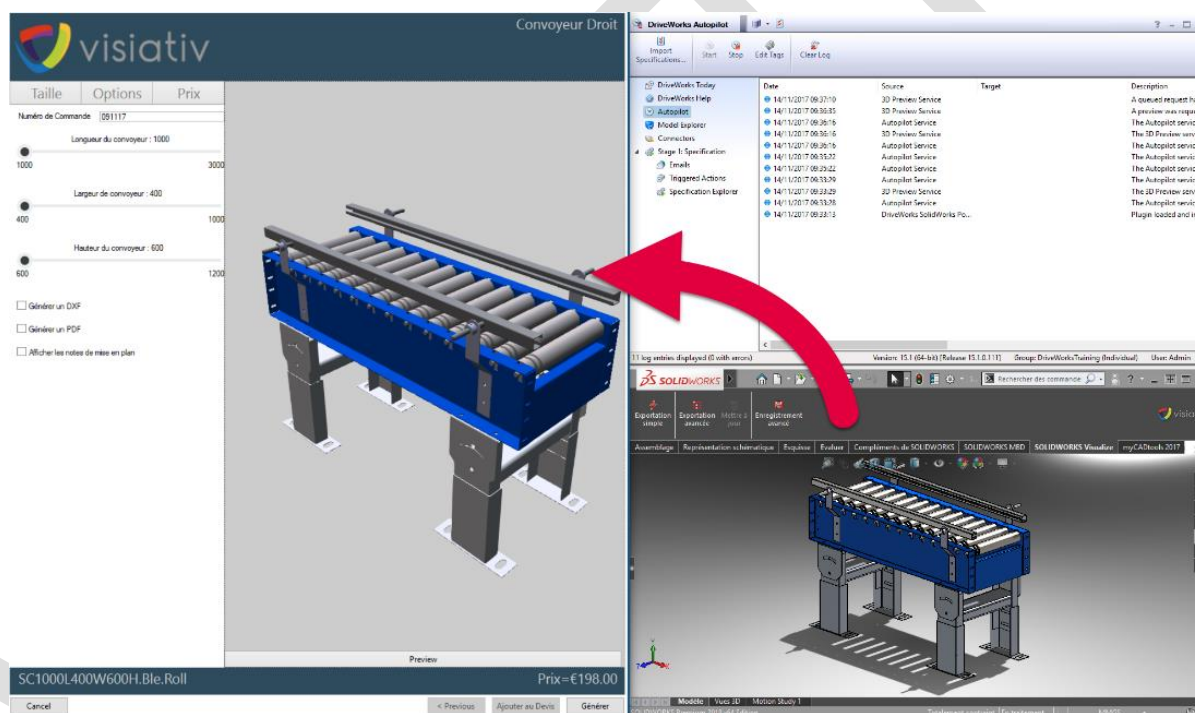 visiativ
Convoyeur Droit
Taille Options Prix
Numéro de Commande 091117
Longueur du convoyeur : 1000
1000 3000
Largeur de convoyeur : 400
400 1000
Hauteur du convoyeur : 600
600 1200
Générer un DXF
Générer un PDF
Afficher les notes de mise en plan
Preview
SC1000L400W600H.Ble.Roll Prix=€198.00
Cancel < Previous Ajouter au Devis Générer
DriveWorks Autopilot
Import Specifications... Start Stop Edit Tags Clear Log
DriveWorks Today
DriveWorks Help
Autopilot
Model Explorer
Connectors
Stage 1: Specification
Emails
Triggered Actions
Specification Explorer
Date Source Target Description
14/11/2017 09:37:10 3D Preview Service A queued request h
14/11/2017 09:36:35 3D Preview Service A preview was reque
14/11/2017 09:36:16 Autopilot Service The Autopilot servic
14/11/2017 09:36:16 3D Preview Service The 3D Preview serv
14/11/2017 09:36:16 Autopilot Service The Autopilot servic
14/11/2017 09:35:22 Autopilot Service The Autopilot servic
14/11/2017 09:35:22 Autopilot Service The Autopilot servic
14/11/2017 09:33:29 Autopilot Service The Autopilot servic
14/11/2017 09:33:29 3D Preview Service The 3D Preview serv
14/11/2017 09:33:28 Autopilot Service The Autopilot servic
14/11/2017 09:33:13 DriveWorks SolidWorks Po... Plugin loaded and in
11 log entries displayed (0 with errors) Version: 15.1 (64-bit) [Release 15.1.0.111] Group: DriveWorksTraining (Individual) User: Admin
SOLIDWORKS Rechercher des commande
Exportation simple Exportation avancée Mettre à jour Enregistrement avancé
visia
Assemblage Représentation schématique Esquisse Evaluer Compléments de SOLIDWORKS SOLIDWORKS MBD SOLIDWORKS Visualize myCADtools 2017
Modèle Vues 3D Motion Study 1